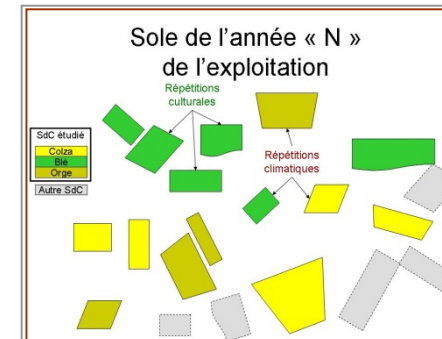 Sole de l'année « N »
de l'exploitation
Répétitions
culturales
SdC étudié
Colza
Blé
Orge
Autre SdC
Répétitions
climatiques